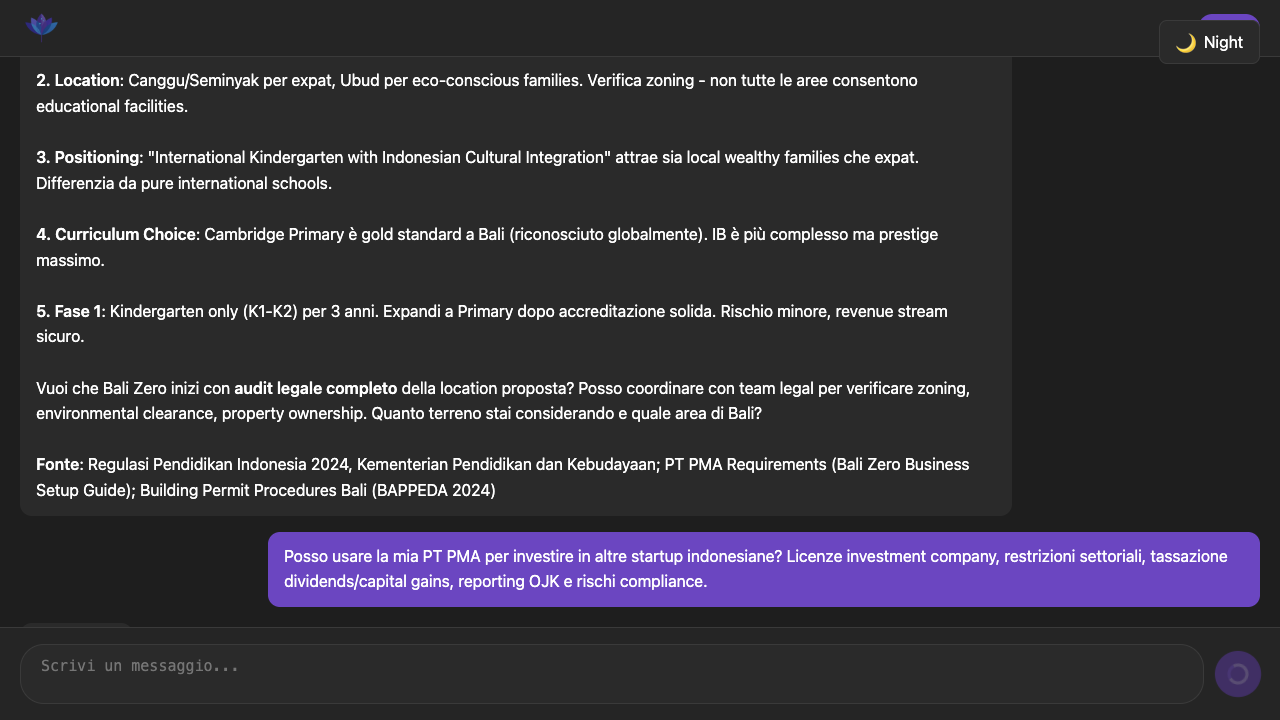 🌙 Night
2. Location: Canggu/Seminyak per expat, Ubud per eco-conscious families. Verifica zoning - non tutte le aree consentono
educational facilities.
3. Positioning: "International Kindergarten with Indonesian Cultural Integration" attrae sia local wealthy families che expat.
Differenzia da pure international schools.
4. Curriculum Choice: Cambridge Primary è gold standard a Bali (riconosciuto globalmente). IB è più complesso ma prestige
massimo.
5. Fase 1: Kindergarten only (K1-K2) per 3 anni. Expandi a Primary dopo accreditazione solida. Rischio minore, revenue stream
sicuro.
Vuoi che Bali Zero inizi con audit legale completo della location proposta? Posso coordinare con team legal per verificare zoning,
environmental clearance, property ownership. Quanto terreno stai considerando e quale area di Bali?
Fonte: Regulasi Pendidikan Indonesia 2024, Kementerian Pendidikan dan Kebudayaan; PT PMA Requirements (Bali Zero Business
Setup Guide); Building Permit Procedures Bali (BAPPEDA 2024)
Posso usare la mia PT PMA per investire in altre startup indonesiane? Licenze investment company, restrizioni settoriali, tassazione
dividends/capital gains, reporting OJK e rischi compliance.
Scrivi un messaggio...